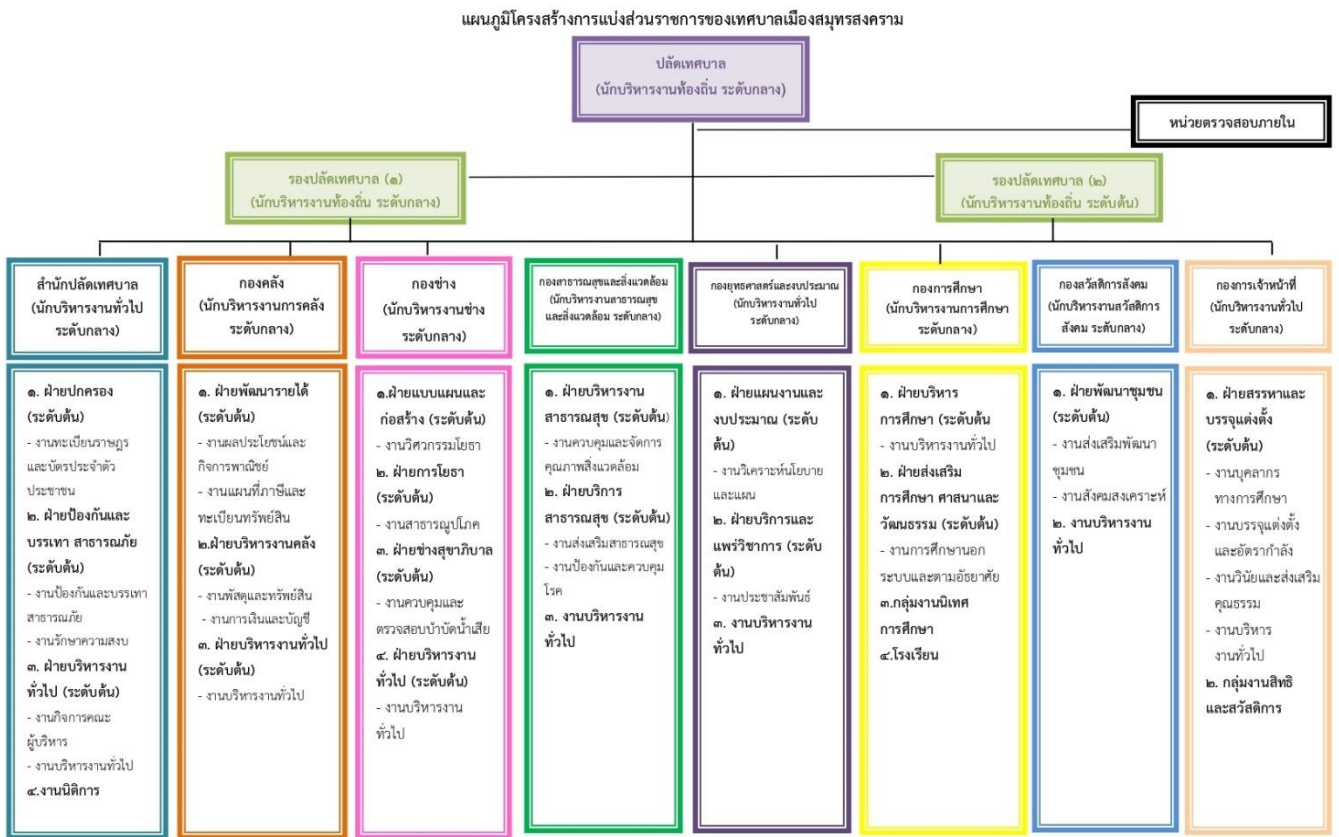 แผนภูมิโครงสร้างการแบ่งส่วนราชการของเทศบาลเมืองสมุทรสงคราม
ปลัดเทศบาล
(นักบริหารงานท้องถิ่น ระดับกลาง)
หน่วยตรวจสอบภายใน
รองปลัดเทศบาล (๑)
(นักบริหารงานท้องถิ่น ระดับกลาง)
รองปลัดเทศบาล (๒)
(นักบริหารงานท้องถิ่น ระดับต้น)
สำนักปลัดเทศบาล
(นักบริหารงานทั่วไป
ระดับกลาง)
กองคลัง
(นักบริหารงานการคลัง
ระดับกลาง)
กองช่าง
(นักบริหารงานช่าง
ระดับกลาง)
กองสาธารณสุขและสิ่งแวดล้อม
(นักบริหารงานสาธารณสุข
และสิ่งแวดล้อม ระดับกลาง)
กองยุทธศาสตร์และงบประมาณ
(นักบริหารงานทั่วไป
ระดับกลาง)
กองการศึกษา
(นักบริหารงานการศึกษา
ระดับกลาง)
กองสวัสดิการสังคม
(นักบริหารงานสวัสดิการ
สังคม ระดับกลาง)
กองการเจ้าหน้าที่
(นักบริหารงานทั่วไป
ระดับกลาง)
๑. ฝ่ายปกครอง
(ระดับต้น)
- งานทะเบียนราษฎร
และบัตรประจำตัว
ประชาชน
๒. ฝ่ายป้องกันและ
บรรเทา สาธารณภัย
(ระดับต้น)
- งานป้องกันและบรรเทา
สาธารณภัย
- งานรักษาความสงบ
๓. ฝ่ายบริหารงาน
ทั่วไป (ระดับต้น)
- งานกิจการคณะ
ผู้บริหาร
- งานบริหารงานทั่วไป
๔.งานนิติการ
๑. ฝ่ายพัฒนารายได้
(ระดับต้น)
- งานผลประโยชน์และ
กิจการพาณิชย์
- งานแผนที่ภาษีและ
ทะเบียนทรัพย์สิน
๒.ฝ่ายบริหารงานคลัง
(ระดับต้น)
- งานพัสดุและทรัพย์สิน
- งานการเงินและบัญชี
๓. ฝ่ายบริหารงานทั่วไป
(ระดับต้น)
- งานบริหารงานทั่วไป
๑.ฝ่ายแบบแผนและ
ก่อสร้าง (ระดับต้น)
- งานวิศวกรรมโยธา
๒. ฝ่ายการโยธา
(ระดับต้น)
- งานสาธารณูปโภค
๓. ฝ่ายช่างสุขาภิบาล
(ระดับต้น)
- งานควบคุมและ
ตรวจสอบบำบัดน้ำเสีย
๔. ฝ่ายบริหารงาน
ทั่วไป (ระดับต้น)
- งานบริหารงาน
ทั่วไป
๑. ฝ่ายบริหารงาน
สาธารณสุข (ระดับต้น)
- งานควบคุมและจัดการ
คุณภาพสิ่งแวดล้อม
๒. ฝ่ายบริการ
สาธารณสุข (ระดับต้น)
- งานส่งเสริมสาธารณสุข
- งานป้องกันและควบคุม
โรค
๓. งานบริหารงาน
ทั่วไป
๑. ฝ่ายแผนงานและ
งบประมาณ (ระดับ
ต้น)
- งานวิเคราะห์นโยบาย
และแผน
๒. ฝ่ายบริการและ
แพร่วิชาการ (ระดับ
ต้น)
- งานประชาสัมพันธ์
๓. งานบริหารงาน
ทั่วไป
๑. ฝ่ายบริหาร
การศึกษา (ระดับต้น
- งานบริหารงานทั่วไป
๒. ฝ่ายส่งเสริม
การศึกษา ศาสนาและ
วัฒนธรรม (ระดับต้น)
- งานการศึกษานอก
ระบบและตามอัธยาศัย
๓.กลุ่มงานนิเทศ
การศึกษา
๔.โรงเรียน
๑. ฝ่ายพัฒนาชุมชน
(ระดับต้น)
- งานส่งเสริมพัฒนา
ชุมชน
- งานสังคมสงเคราะห์
๒. งานบริหารงาน
ทั่วไป
๑. ฝ่ายสรรหาและ
บรรจุแต่งตั้ง
(ระดับต้น)
- งานบุคลากร
ทางการศึกษา
- งานบรรจุแต่งตั้ง
และอัตรากำลัง
- งานวินัยและส่งเสริม
คุณธรรม
- งานบริหาร
งานทั่วไป
๒. กลุ่มงานสิทธิ
และสวัสดิการ